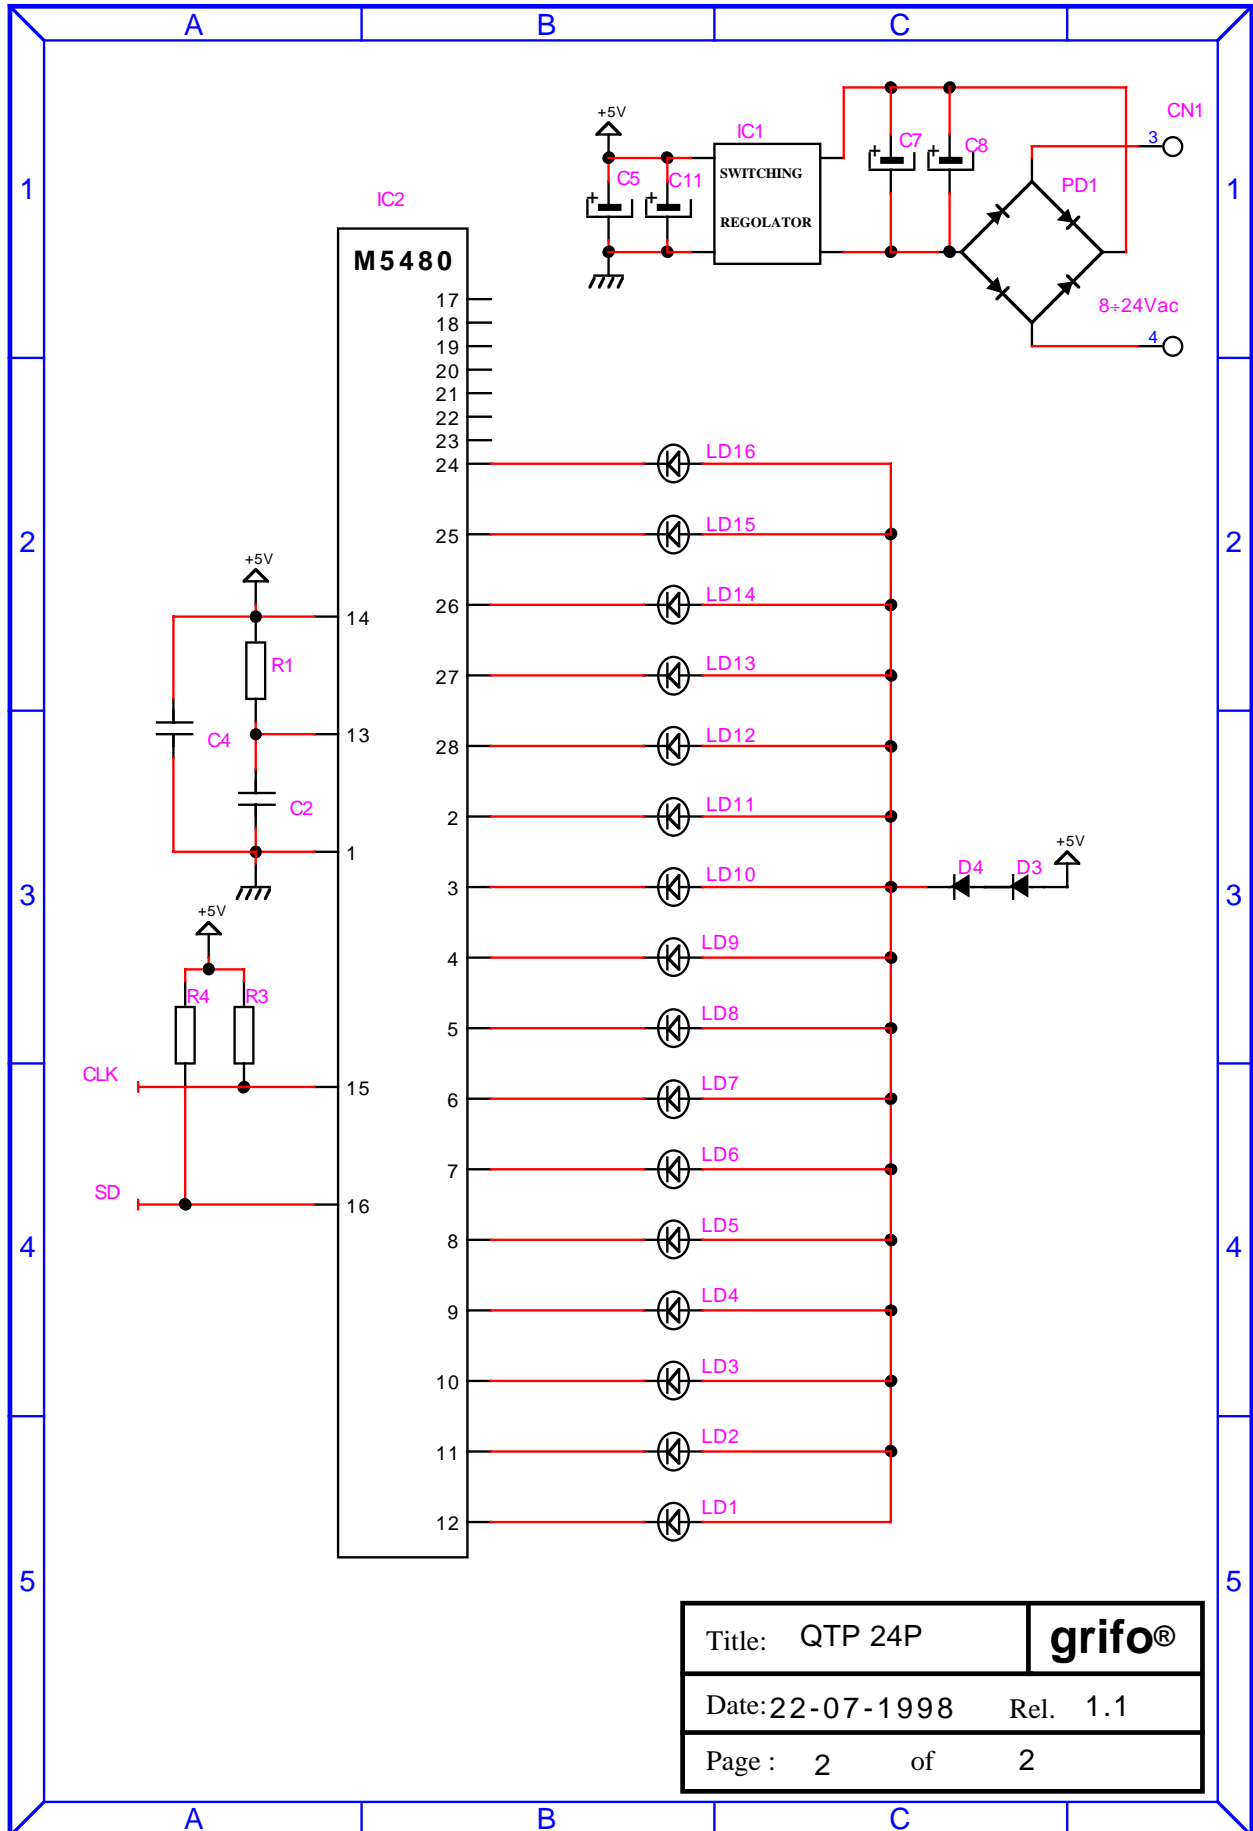 A B C
+5V
IC1
C7
C8
CN1
3
1
C5
C11
SWITCHING
REGOLATOR
PD1
1
IC2
M5480
8÷24Vac
4
17
18
19
20
21
22
23
24
LD16
2
25
LD15
2
+5V
14
26
LD14
R1
27
LD13
C4
13
28
LD12
C2
2
LD11
1
+5V
3
3
LD10
D4
D3
3
+5V
4
LD9
R4
R3
5
LD8
CLK
15
6
LD7
7
LD6
SD
16
4
8
LD5
4
9
LD4
10
LD3
11
LD2
12
LD1
5
5
Title: QTP 24P
grifo®
Date: 22-07-1998 Rel. 1.1
Page : 2 of 2
A B C